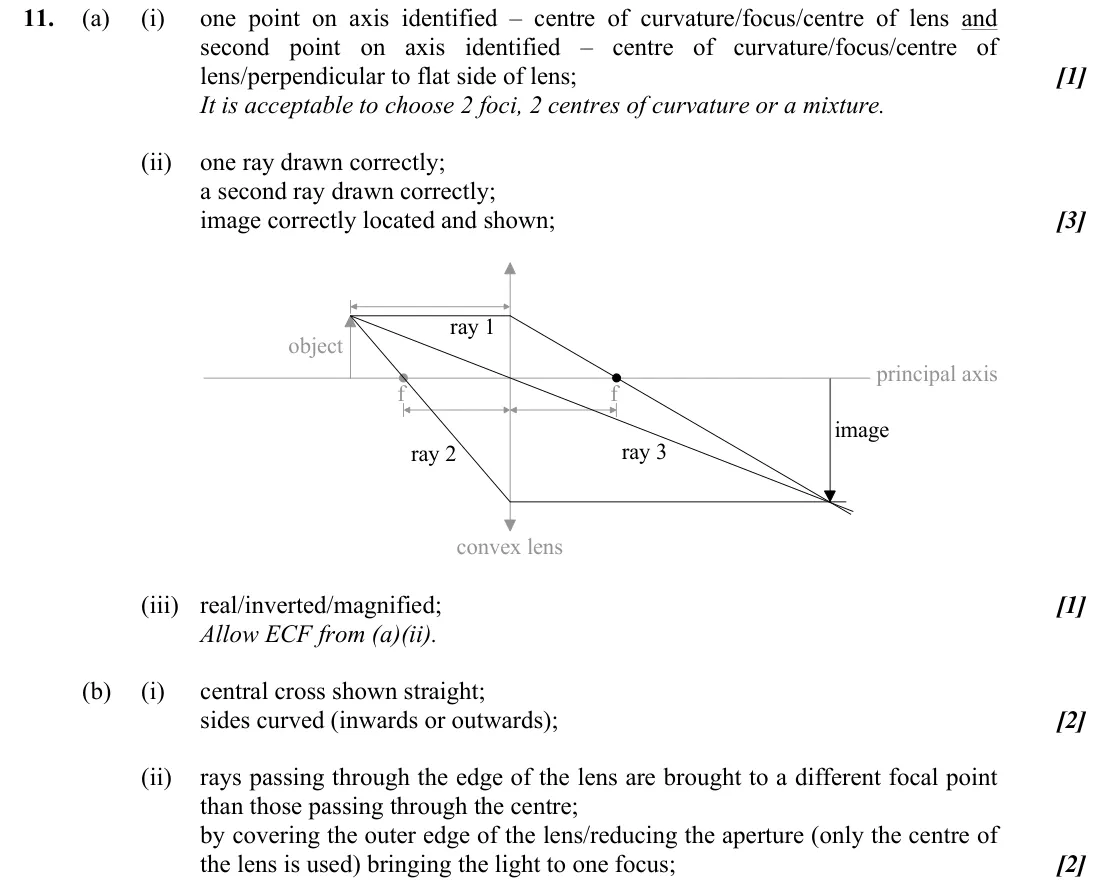 11. (a) (i) one point on axis identified – centre of curvature/focus/centre of lens and
second point on axis identified – centre of curvature/focus/centre of
lens/perpendicular to flat side of lens; [1]
It is acceptable to choose 2 foci, 2 centres of curvature or a mixture.
(ii) one ray drawn correctly;
a second ray drawn correctly;
image correctly located and shown; [3]
ray 1
object
principal axis
f f
image
ray 2 ray 3
convex lens
(iii) real/inverted/magnified; [1]
Allow ECF from (a)(ii).
(b) (i) central cross shown straight;
sides curved (inwards or outwards); [2]
(ii) rays passing through the edge of the lens are brought to a different focal point
than those passing through the centre;
by covering the outer edge of the lens/reducing the aperture (only the centre of
the lens is used) bringing the light to one focus; [2]